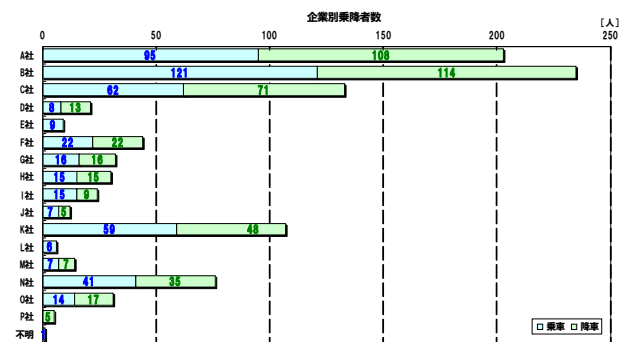 企業別乗降者数
[人]
0 50 100 150 200 250
A社 95 108
B社 121 114
C社 62 71
D社 8 13
E社 9
F社 22 22
G社 16 16
H社 15 15
I社 15 9
J社 7 5
K社 59 48
L社 6
M社 7 7
N社 41 35
O社 14 17
P社 5
不明 1
乗車 降車